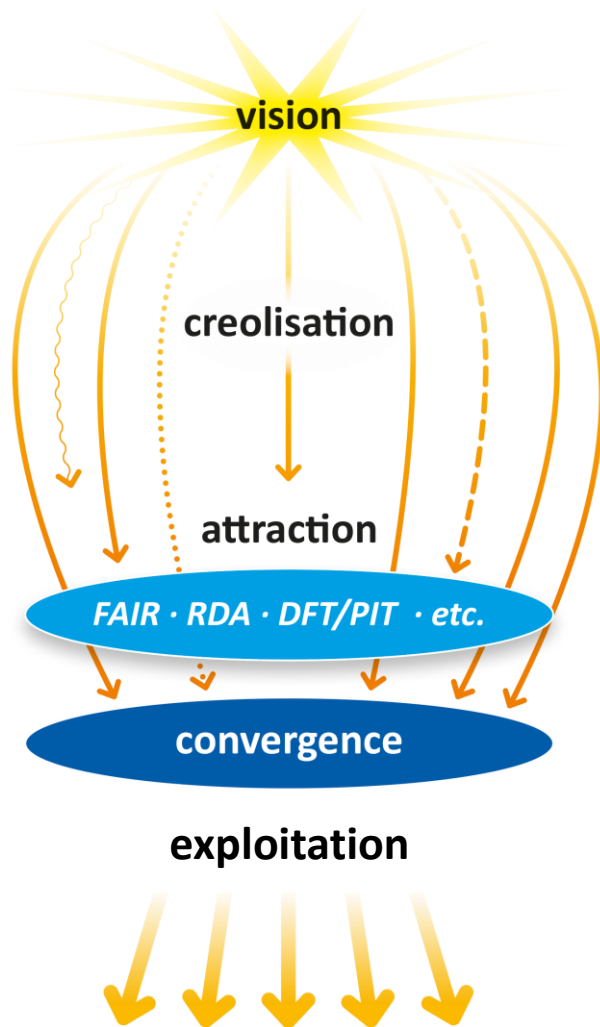 vision
creolisation
attraction
FAIR · RDA · DFT/PIT · etc.
convergence
exploitation